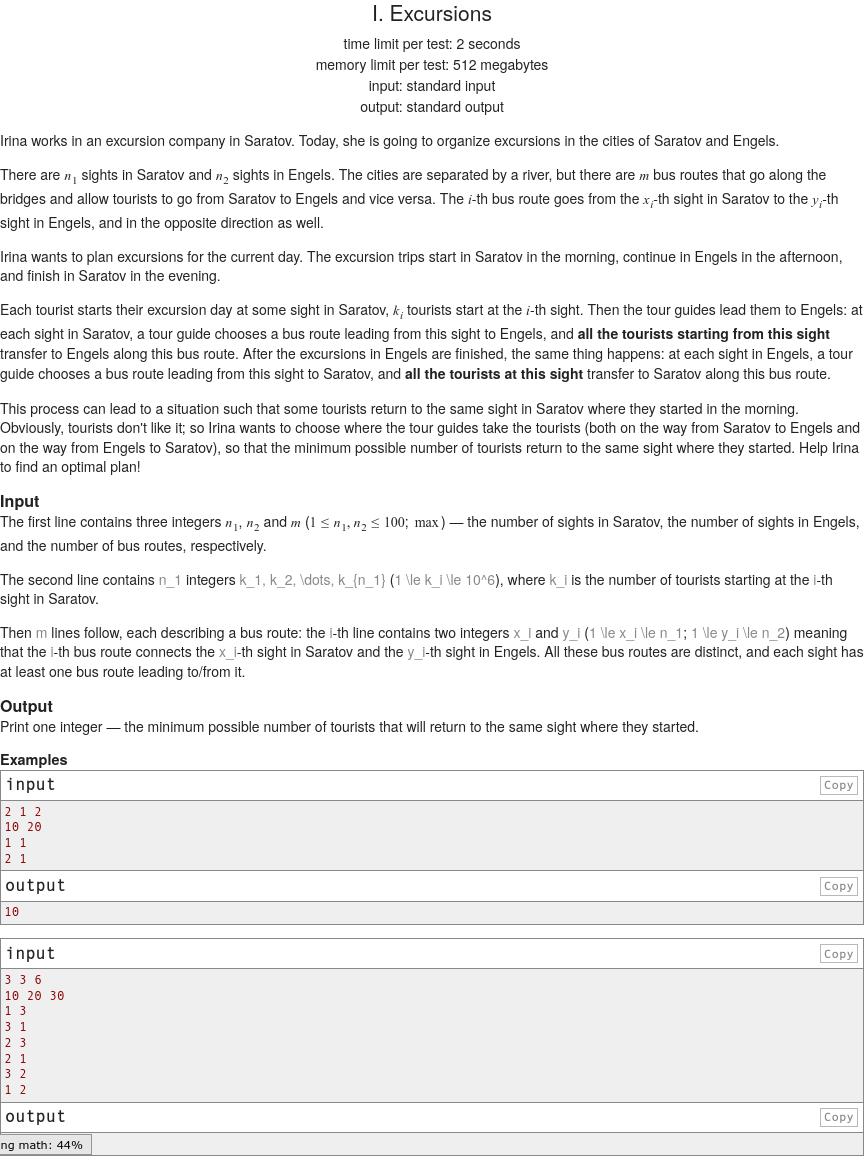 I. Excursions
time limit per test: 2 seconds
memory limit per test: 512 megabytes
input: standard input
output: standard output
Irina works in an excursion company in Saratov. Today, she is going to organize excursions in the cities of Saratov and Engels.
There are n1 sights in Saratov and n2 sights in Engels. The cities are separated by a river, but there are m bus routes that go along the
bridges and allow tourists to go from Saratov to Engels and vice versa. The i-th bus route goes from the xi-th sight in Saratov to the yi-th
sight in Engels, and in the opposite direction as well.
Irina wants to plan excursions for the current day. The excursion trips start in Saratov in the morning, continue in Engels in the afternoon,
and finish in Saratov in the evening.
Each tourist starts their excursion day at some sight in Saratov, ki tourists start at the i-th sight. Then the tour guides lead them to Engels: at
each sight in Saratov, a tour guide chooses a bus route leading from this sight to Engels, and all the tourists starting from this sight
transfer to Engels along this bus route. After the excursions in Engels are finished, the same thing happens: at each sight in Engels, a tour
guide chooses a bus route leading from this sight to Saratov, and all the tourists at this sight transfer to Saratov along this bus route.
This process can lead to a situation such that some tourists return to the same sight in Saratov where they started in the morning.
Obviously, tourists don't like it; so Irina wants to choose where the tour guides take the tourists (both on the way from Saratov to Engels and
on the way from Engels to Saratov), so that the minimum possible number of tourists return to the same sight where they started. Help Irina
to find an optimal plan!
Input
The first line contains three integers n1, n2 and m (1 ≤ n1, n2 ≤ 100; max) — the number of sights in Saratov, the number of sights in Engels,
and the number of bus routes, respectively.
The second line contains n_1 integers k_1, k_2, \dots, k_{n_1} (1 \le k_i \le 10^6), where k_i is the number of tourists starting at the i-th
sight in Saratov.
Then m lines follow, each describing a bus route: the i-th line contains two integers x_i and y_i (1 \le x_i \le n_1; 1 \le y_i \le n_2) meaning
that the i-th bus route connects the x_i-th sight in Saratov and the y_i-th sight in Engels. All these bus routes are distinct, and each sight has
at least one bus route leading to/from it.
Output
Print one integer — the minimum possible number of tourists that will return to the same sight where they started.
Examples
input Copy
2 1 2
10 20
1 1
2 1
output Copy
10
input Copy
3 3 6
10 20 30
1 3
3 1
2 3
2 1
3 2
1 2
output Copy
ng math: 44%